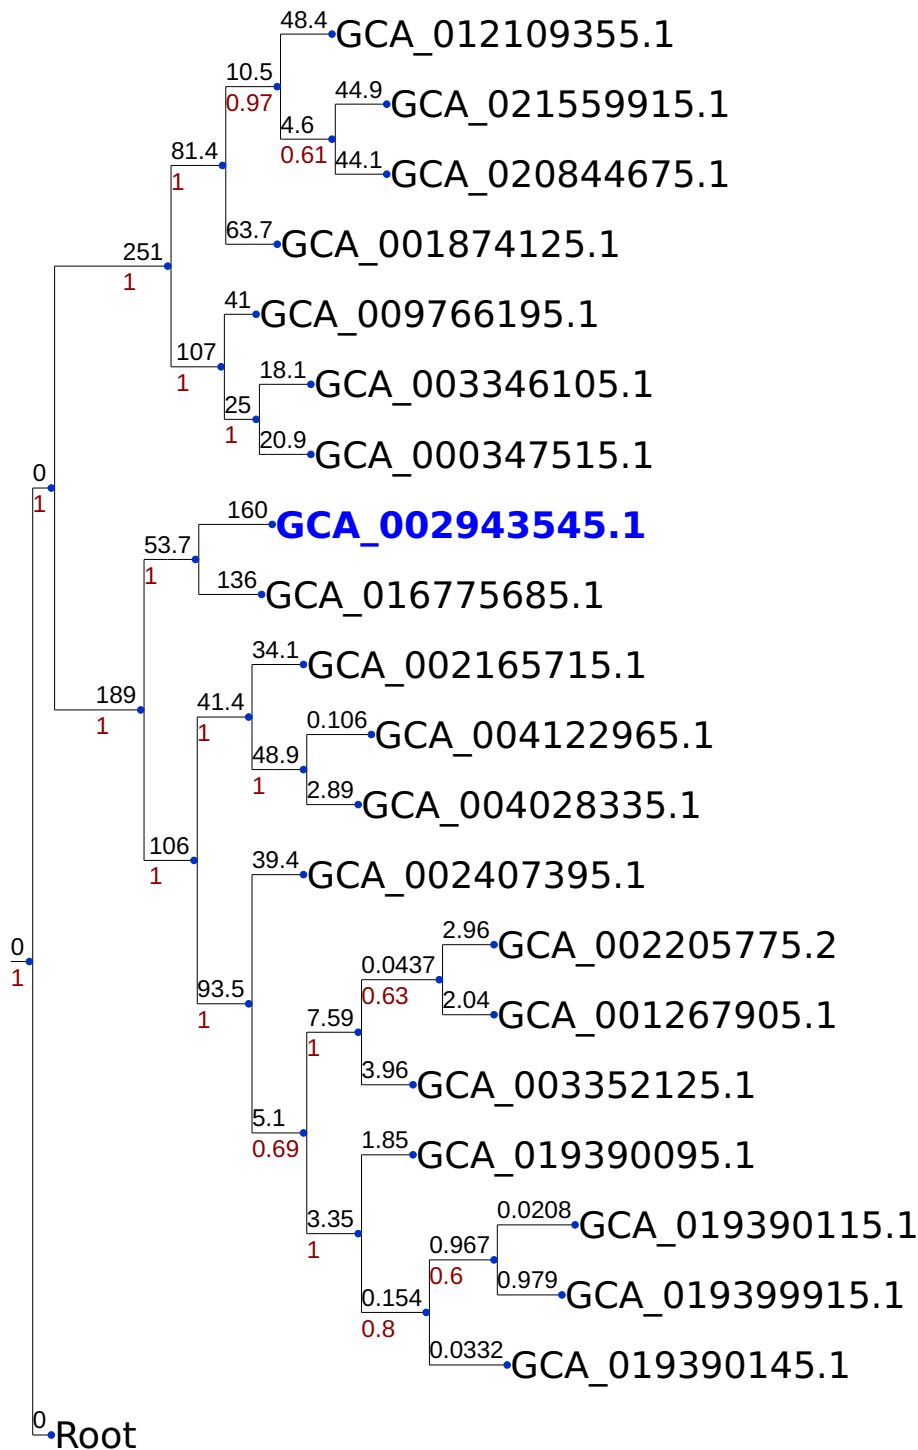 48.4
GCA_012109355.1
10.5
0.97
44.9
GCA_021559915.1
4.6
0.61
81.4
1
44.1
GCA_020844675.1
63.7
GCA_001874125.1
251
1
41
GCA_009766195.1
107
1
18.1
GCA_003346105.1
25
1
20.9
GCA_000347515.1
0
1
160
GCA_002943545.1
53.7
1
136
GCA_016775685.1
34.1
GCA_002165715.1
189
1
41.4
1
0.106
GCA_004122965.1
48.9
1
2.89
GCA_004028335.1
106
1
39.4
GCA_002407395.1
0
1
2.96
GCA_002205775.2
0.0437
0.63
93.5
1
2.04
GCA_001267905.1
7.59
1
3.96
GCA_003352125.1
5.1
0.69
1.85
GCA_019390095.1
3.35
1
0.0208
GCA_019390115.1
0.967
0.6
0.979
GCA_019399915.1
0.154
0.8
0.0332
GCA_019390145.1
0
Root